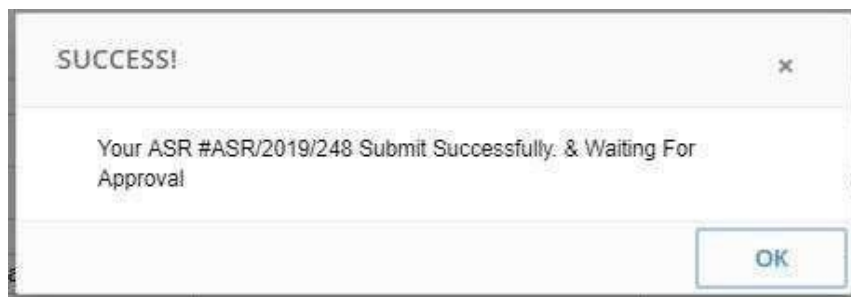 SUCCESS!
×
Your ASR #ASR/2019/248 Submit Successfully. & Waiting For
Approval
OK